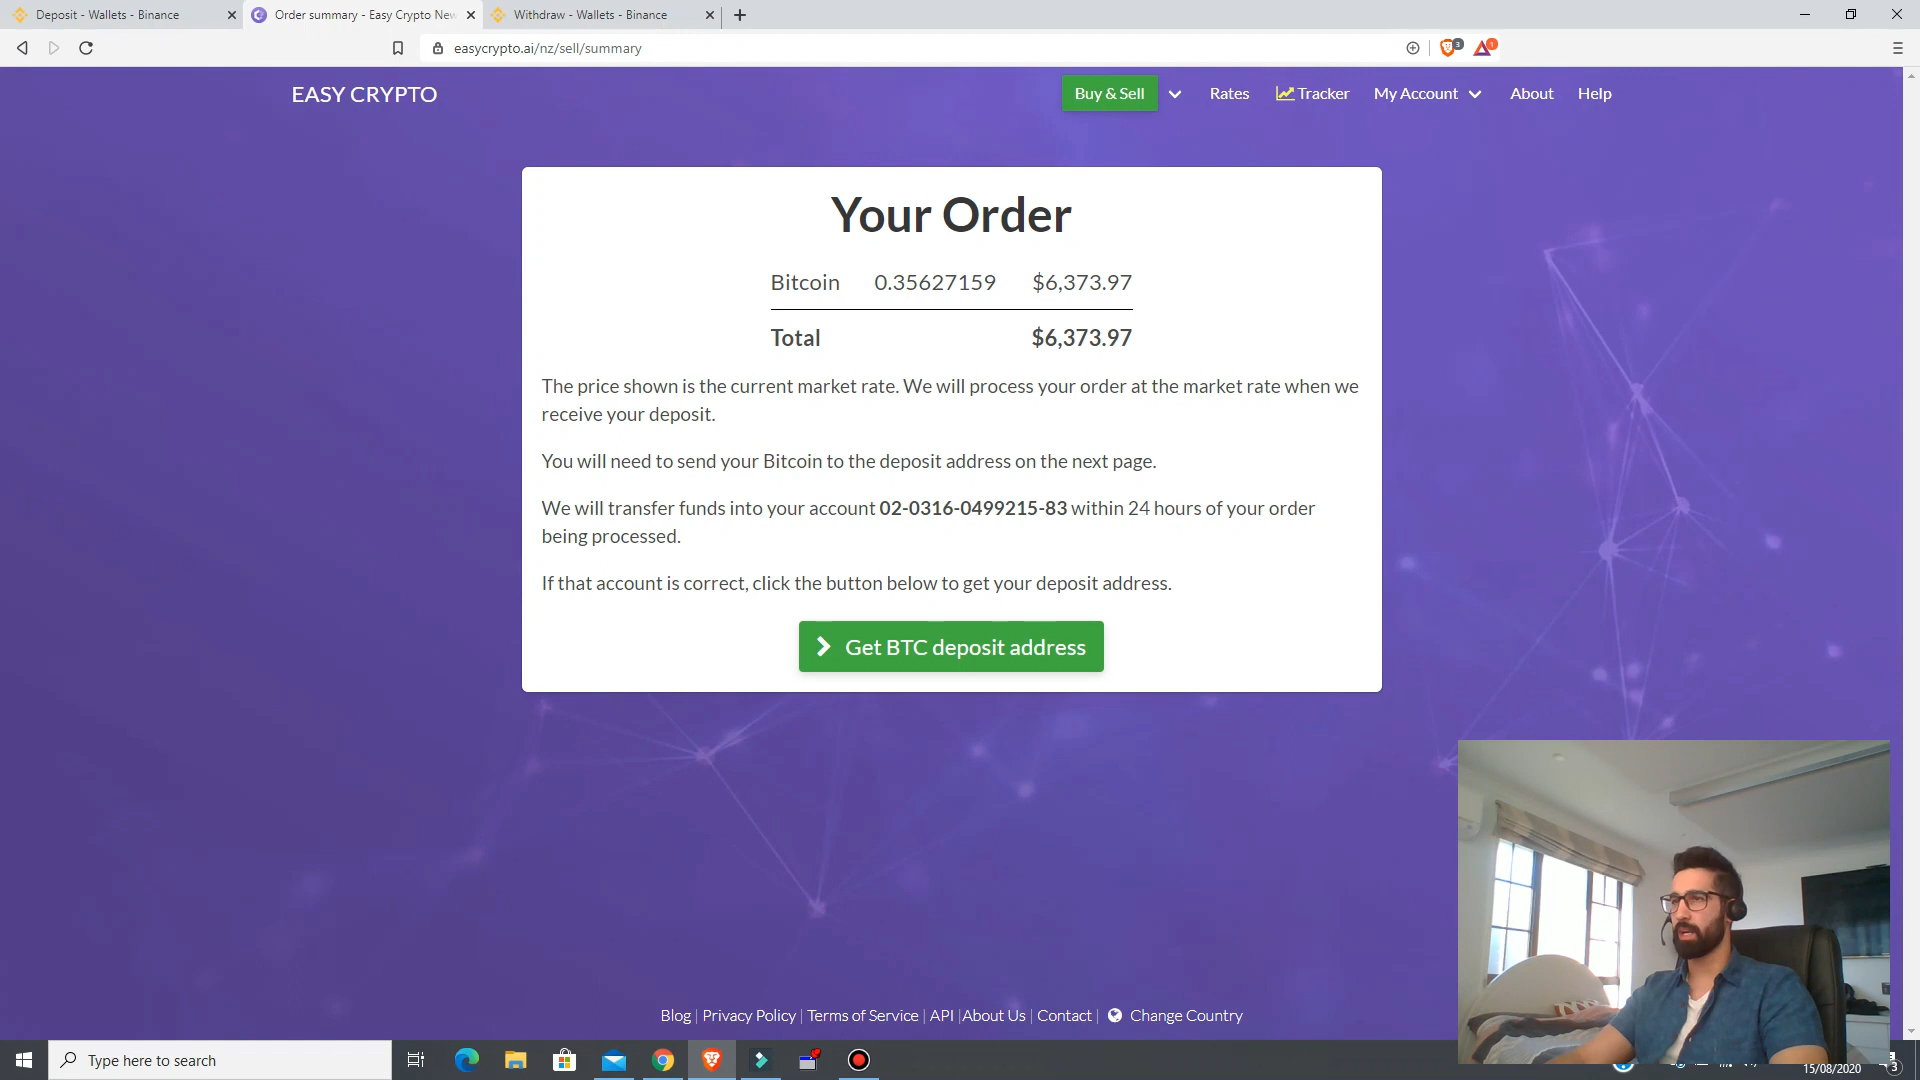 Deposit - Wallets - Binance
Order summary - Easy Crypto New
Withdraw - Wallets - Binance
easycrypto.ai/nz/sell/summary
3
1
EASY CRYPTO
Buy & Sell
Rates
Tracker
My Account
About
Help
Your Order
Bitcoin 0.35627159 $6,373.97
Total $6,373.97
The price shown is the current market rate. We will process your order at the market rate when we
receive your deposit.
You will need to send your Bitcoin to the deposit address on the next page.
We will transfer funds into your account 02-0316-0499215-83 within 24 hours of your order
being processed.
If that account is correct, click the button below to get your deposit address.
Get BTC deposit address
Blog | Privacy Policy | Terms of Service | API |About Us | Contact | Change Country
Type here to search
15/08/2020
3